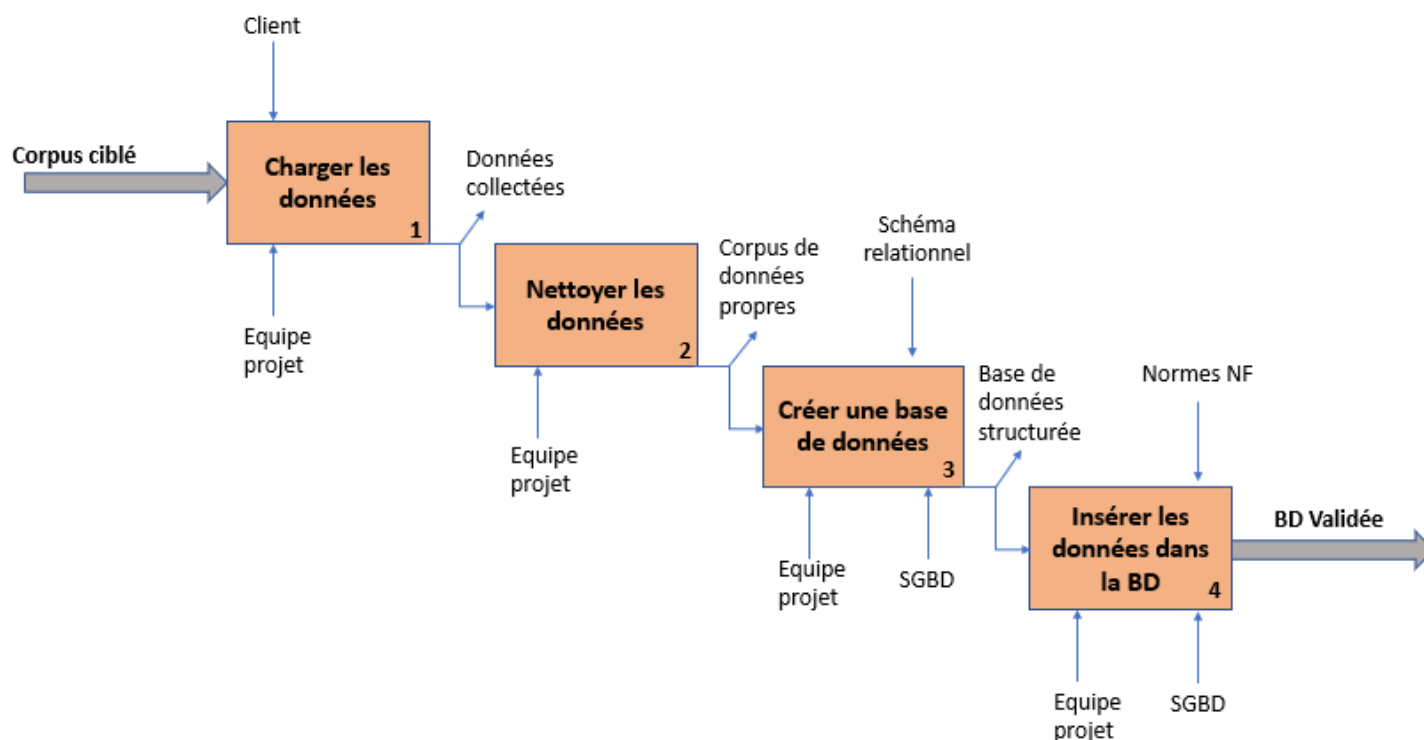 Client
Corpus ciblé
Charger les
données
1
Données
collectées
Equipe
projet
Nettoyer les
données
2
Corpus de
données
propres
Equipe
projet
Schéma
relationnel
Créer une base
de données
3
Base de
données
structurée
Equipe
projet
SGBD
Normes NF
Insérer les
données dans
la BD
4
BD Validée
Equipe
projet
SGBD